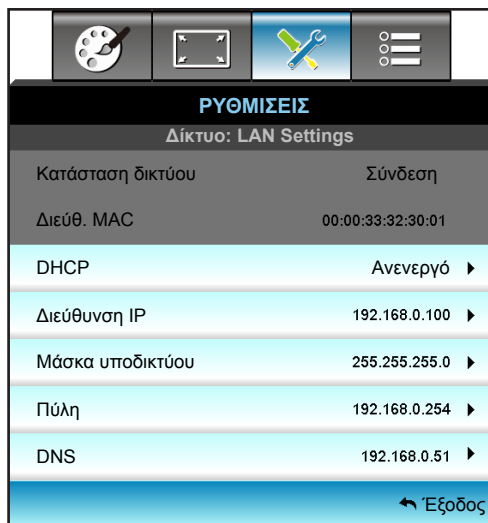 ΡΥΘΜΙΣΕΙΣ
Δίκτυο: LAN Settings
Κατάσταση δικτύου Σύνδεση
Διεύθ. MAC 00:00:33:32:30:01
DHCP Ανενεργό
Διεύθυνση IP 192.168.0.100
Μάσκα υποδικτύου 255.255.255.0
Πύλη 192.168.0.254
DNS 192.168.0.51
Έξοδος